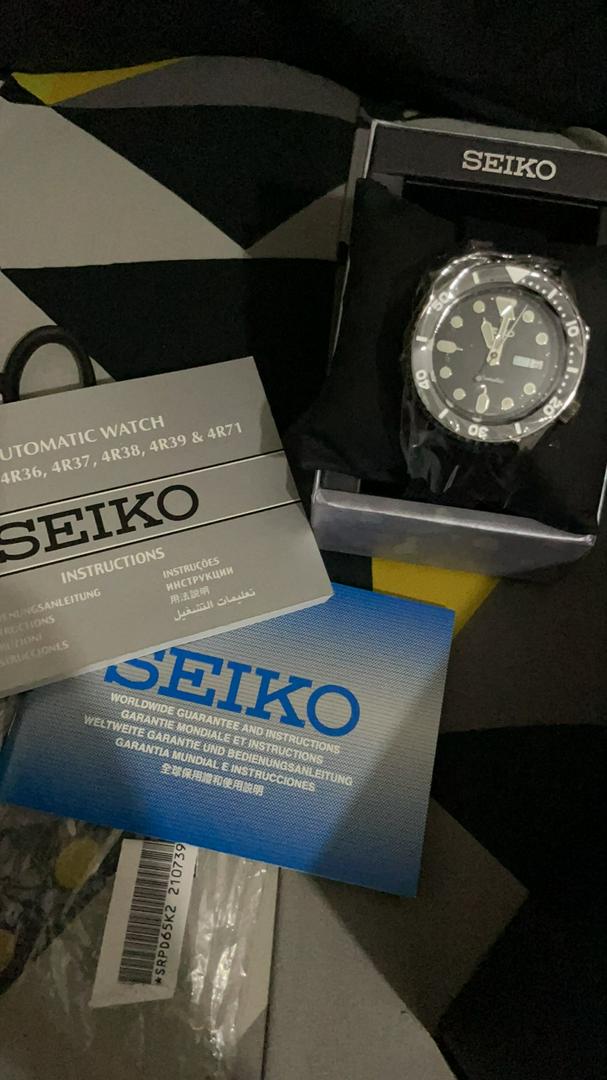 SEIKO
50
10
20
30
40
SEIKO
AUTOMATIC WATCH
4R36, 4R37, 4R38, 4R39 & 4R71
SEIKO
INSTRUCTIONS
INSTRUÇÕES
ИНСТРУКЦИИ
用法說明
تعليمات التشغيل
SEIKO
WORLDWIDE GUARANTEE AND INSTRUCTIONS
GARANTIE MONDIALE ET INSTRUCTIONS
WELTWEITE GARANTIE UND BEDIENUNGSANLEITUNG
GARANTIA MUNDIAL E INSTRUCCIONES
全球保用證和使用說明
*SRPD65K2 210739